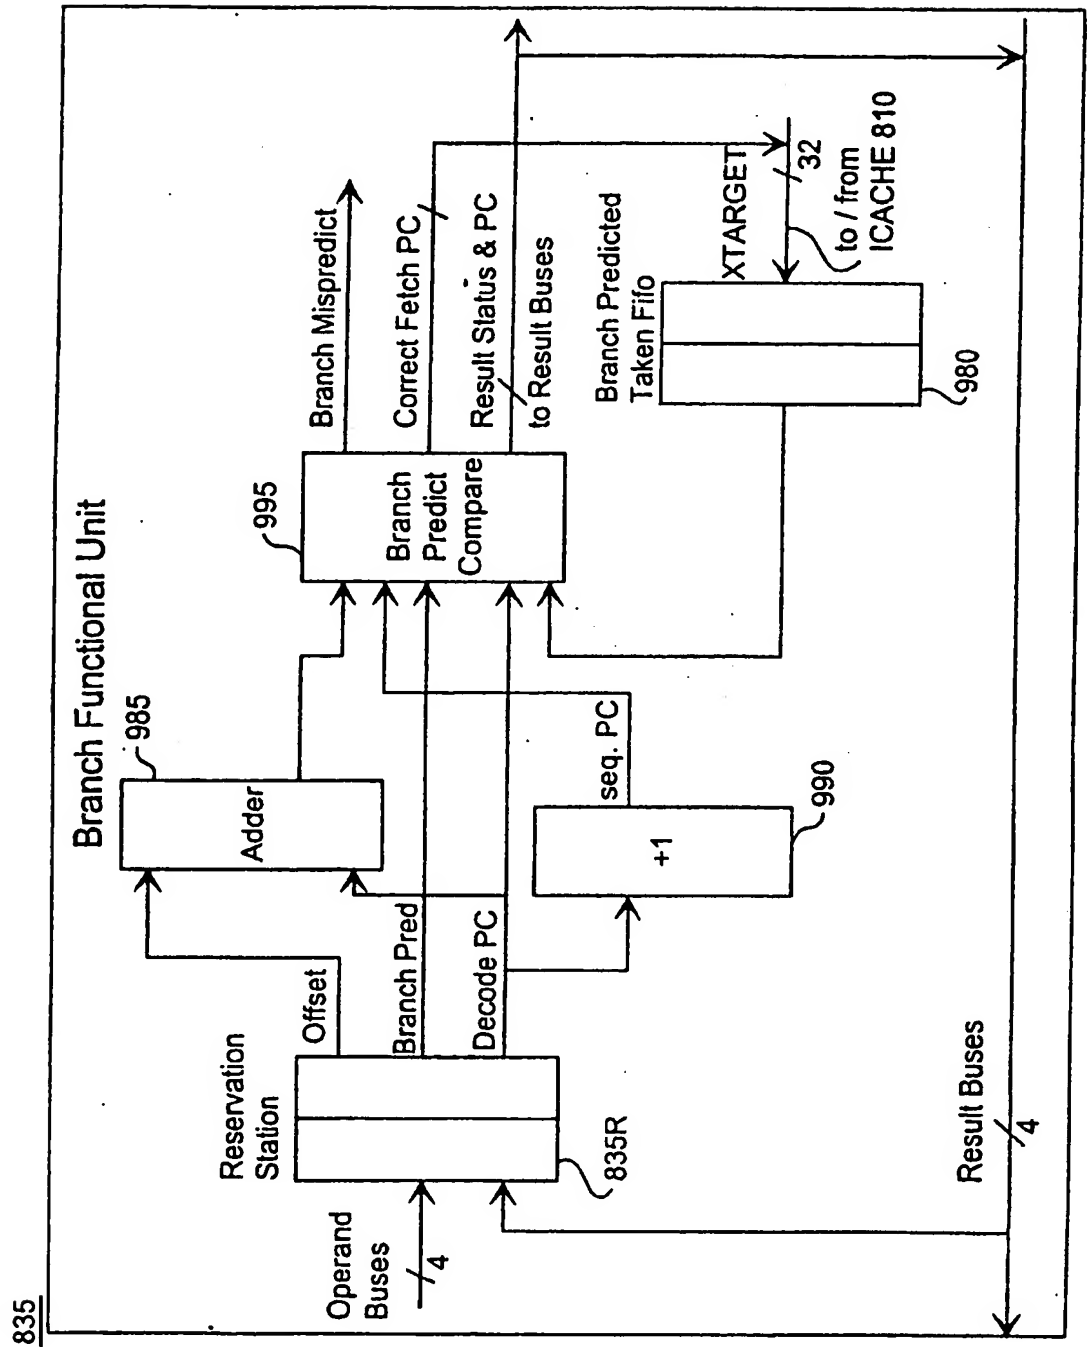 835
Branch Functional Unit
Operand
Buses
4
Reservation
Station
835R
Offset
Branch Pred
Decode PC
Adder
985
+1
990
seq. PC
Branch
Predict
Compare
995
Branch Mispredict
Correct Fetch PC
Result Status & PC
to Result Buses
Branch Predicted
Taken Fifo
980
XTARGET
32
to / from
ICACHE 810
Result Buses
4